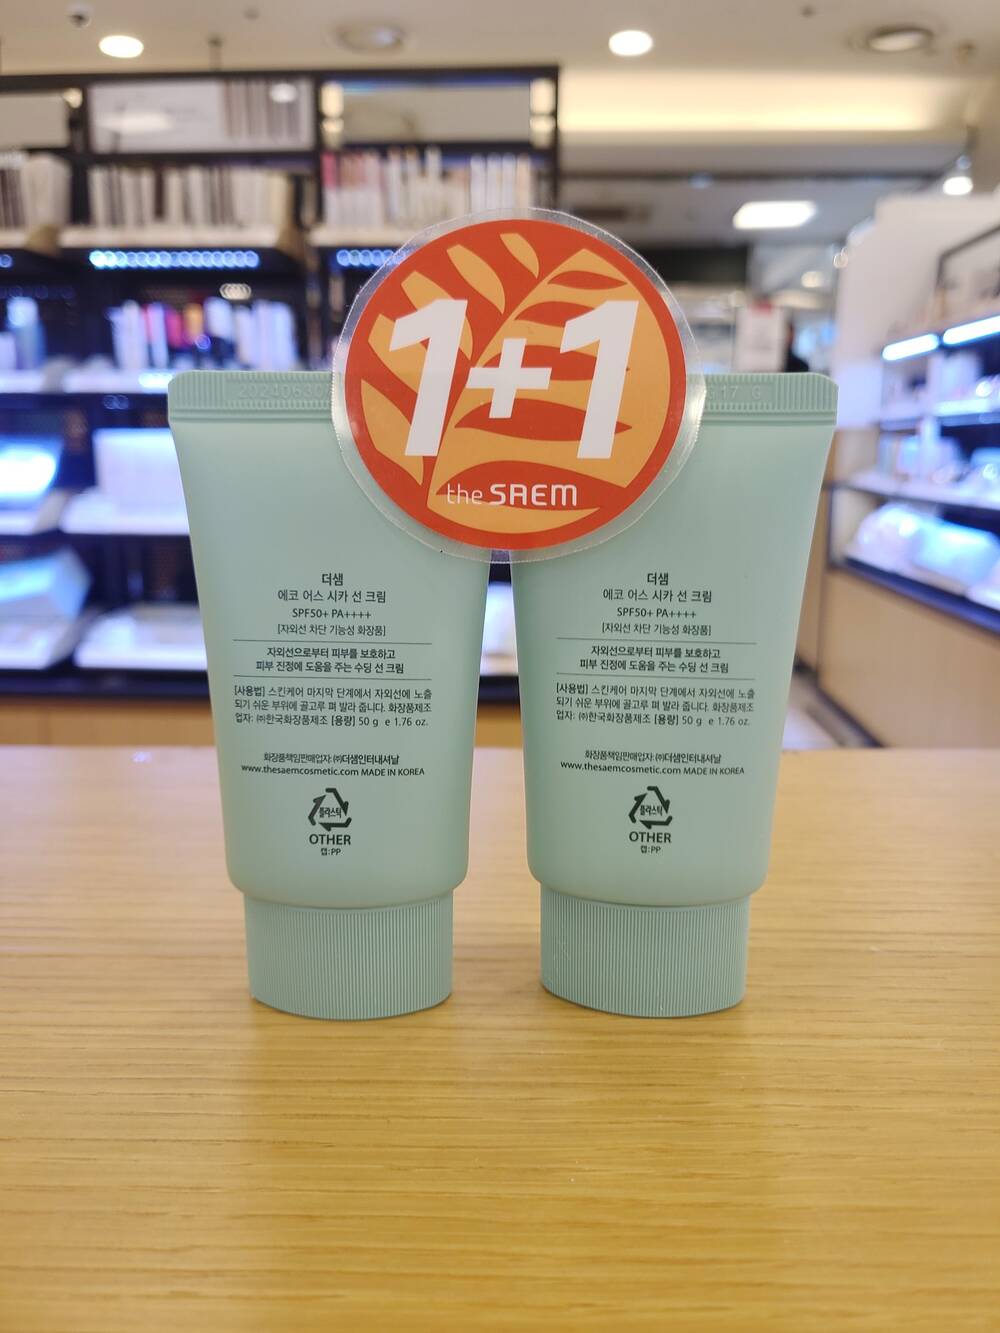 1+1
the SAEM
20240630
17 G
더샘
에코 어스 시카 선 크림
SPF50+ PA++++
[자외선 차단 기능성 화장품]
자외선으로부터 피부를 보호하고
피부 진정에 도움을 주는 수딩 선 크림
[사용법] 스킨케어 마지막 단계에서 자외선에 노출
되기 쉬운 부위에 골고루 펴 발라 줍니다. 화장품제조
업자: ㈜한국화장품제조 [용량] 50 g e 1.76 oz.
화장품책임판매업자: ㈜더샘인터내셔날
www.thesaemcosmetic.com MADE IN KOREA
플라스틱
OTHER
캡:PP
더샘
에코 어스 시카 선 크림
SPF50+ PA++++
[자외선 차단 기능성 화장품]
자외선으로부터 피부를 보호하고
피부 진정에 도움을 주는 수딩 선 크림
[사용법] 스킨케어 마지막 단계에서 자외선에 노출
되기 쉬운 부위에 골고루 펴 발라 줍니다. 화장품제조
업자: ㈜한국화장품제조 [용량] 50 g e 1.76 oz.
화장품책임판매업자: ㈜더샘인터내셔날
www.thesaemcosmetic.com MADE IN KOREA
플라스틱
OTHER
캡:PP